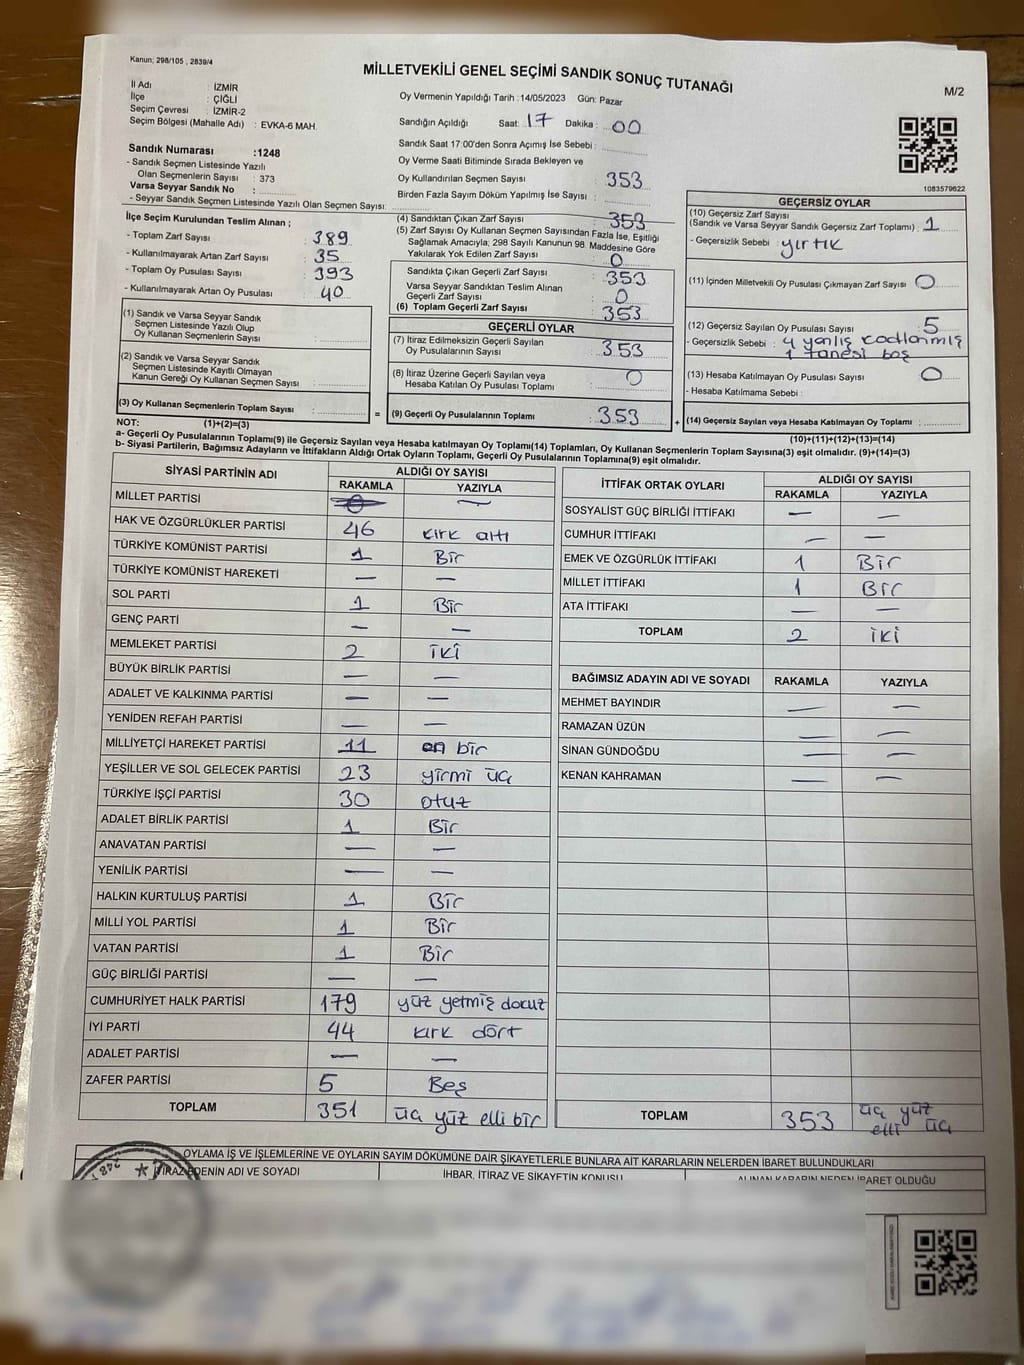 Kanun; 298/105 , 2839/4
MİLLETVEKİLİ GENEL SEÇİMİ SANDIK SONUÇ TUTANAĞI
M/2
İl Adı : İZMİR
İlçe : ÇİĞLİ
Seçim Çevresi : İZMİR-2
Seçim Bölgesi (Mahalle Adı) : EVKA-6 MAH.
Sandık Numarası :1248
- Sandık Seçmen Listesinde Yazılı
Olan Seçmenlerin Sayısı : 373
Varsa Seyyar Sandık No :
- Seyyar Sandık Seçmen Listesinde Yazılı Olan Seçmen Sayısı:
Oy Vermenin Yapıldığı Tarih :14/05/2023 Gün: Pazar
Sandığın Açıldığı Saat: 17 Dakika : 00
Sandık Saat 17:00'den Sonra Açımış İse Sebebi :
Oy Verme Saati Bitiminde Sırada Bekleyen ve
Oy Kullandırılan Seçmen Sayısı : 353
Birden Fazla Sayım Döküm Yapılmış İse Sayısı :
1083579622
İlçe Seçim Kurulundan Teslim Alınan ;
- Toplam Zarf Sayısı : 389
- Kullanılmayarak Artan Zarf Sayısı : 35
- Toplam Oy Pusulası Sayısı : 393
- Kullanılmayarak Artan Oy Pusulası : 40
(1) Sandık ve Varsa Seyyar Sandık
Seçmen Listesinde Yazılı Olup
Oy Kullanan Seçmenlerin Sayısı :
(2) Sandık ve Varsa Seyyar Sandık
Seçmen Listesinde Kayıtlı Olmayan
Kanun Gereği Oy Kullanan Seçmen Sayısı :
(3) Oy Kullanan Seçmenlerin Toplam Sayısı :
(1)+(2)=(3)
(4) Sandıktan Çıkan Zarf Sayısı : 353
(5) Zarf Sayısı Oy Kullanan Seçmen Sayısından Fazla İse, Eşitliği
Sağlamak Amacıyla; 298 Sayılı Kanunun 98. Maddesine Göre
Yakılarak Yok Edilen Zarf Sayısı : 0
Sandıkta Çıkan Geçerli Zarf Sayısı : 353
Varsa Seyyar Sandıktan Teslim Alınan
Geçerli Zarf Sayısı : 0
(6) Toplam Geçerli Zarf Sayısı : 353
GEÇERLİ OYLAR
(7) İtiraz Edilmeksizin Geçerli Sayılan
Oy Pusulalarının Sayısı : 353
(8) İtiraz Üzerine Geçerli Sayılan veya
Hesaba Katılan Oy Pusulası Toplamı : 0
= (9) Geçerli Oy Pusulalarının Toplamı : 353 +
GEÇERSİZ OYLAR
(10) Geçersiz Zarf Sayısı
(Sandık ve Varsa Seyyar Sandık Geçersiz Zarf Toplamı) : 1
- Geçersizlik Sebebi : yırtık
(11) İçinden Milletvekili Oy Pusulası Çıkmayan Zarf Sayısı : 0
(12) Geçersiz Sayılan Oy Pusulası Sayısı : 5
- Geçersizlik Sebebi : 4 yanlış kodlanmış
1 tanesi boş
(13) Hesaba Katılmayan Oy Pusulası Sayısı : 0
- Hesaba Katılmama Sebebi :
(14) Geçersiz Sayılan veya Hesaba Katılmayan Oy Toplamı :
(10)+(11)+(12)+(13)=(14)
NOT:
a- Geçerli Oy Pusulalarının Toplamı(9) ile Geçersiz Sayılan veya Hesaba katılmayan Oy Toplamı(14) Toplamları, Oy Kullanan Seçmenlerin Toplam Sayısına(3) eşit olmalıdır. (9)+(14)=(3)
b- Siyasi Partilerin, Bağımsız Adayların ve İttifakların Aldığı Ortak Oyların Toplamı, Geçerli Oy Pusulalarının Toplamına(9) eşit olmalıdır.
SİYASİ PARTİNİN ADI ALDIĞI OY SAYISI
RAKAMLA YAZIYLA
MİLLET PARTİSİ —
HAK VE ÖZGÜRLÜKLER PARTİSİ 46 kırk altı
TÜRKİYE KOMÜNİST PARTİSİ 1 Bir
TÜRKİYE KOMÜNİST HAREKETİ — —
SOL PARTİ 1 Bir
GENÇ PARTİ — —
MEMLEKET PARTİSİ 2 iki
BÜYÜK BİRLİK PARTİSİ — —
ADALET VE KALKINMA PARTİSİ — —
YENİDEN REFAH PARTİSİ — —
MİLLİYETÇİ HAREKET PARTİSİ 11 on bir
YEŞİLLER VE SOL GELECEK PARTİSİ 23 yirmi üç
TÜRKİYE İŞÇİ PARTİSİ 30 otuz
ADALET BİRLİK PARTİSİ 1 Bir
ANAVATAN PARTİSİ — —
YENİLİK PARTİSİ — —
HALKIN KURTULUŞ PARTİSİ 1 Bir
MİLLİ YOL PARTİSİ 1 Bir
VATAN PARTİSİ 1 Bir
GÜÇ BİRLİĞİ PARTİSİ — —
CUMHURİYET HALK PARTİSİ 179 yüz yetmiş dokuz
İYİ PARTİ 44 kırk dört
ADALET PARTİSİ — —
ZAFER PARTİSİ 5 Beş
TOPLAM 351 üç yüz elli bir
İTTİFAK ORTAK OYLARI ALDIĞI OY SAYISI
RAKAMLA YAZIYLA
SOSYALİST GÜÇ BİRLİĞİ İTTİFAKI — —
CUMHUR İTTİFAKI — —
EMEK VE ÖZGÜRLÜK İTTİFAKI 1 Bir
MİLLET İTTİFAKI 1 Bir
ATA İTTİFAKI — —
TOPLAM 2 iki
BAĞIMSIZ ADAYIN ADI VE SOYADI RAKAMLA YAZIYLA
MEHMET BAYINDIR — —
RAMAZAN ÜZÜN — —
SİNAN GÜNDOĞDU — —
KENAN KAHRAMAN — —
TOPLAM 353 üç yüz
elli üç
OYLAMA İŞ VE İŞLEMLERİNE VE OYLARIN SAYIM DÖKÜMÜNE DAİR ŞİKAYETLERLE BUNLARA AİT KARARLARIN NELERDEN İBARET BULUNDUKLARI
İTİRAZ EDENİN ADI VE SOYADI
İHBAR, İTİRAZ VE ŞİKAYETİN KONUSU
ALINAN KARARIN NEDEN İBARET OLDUĞU